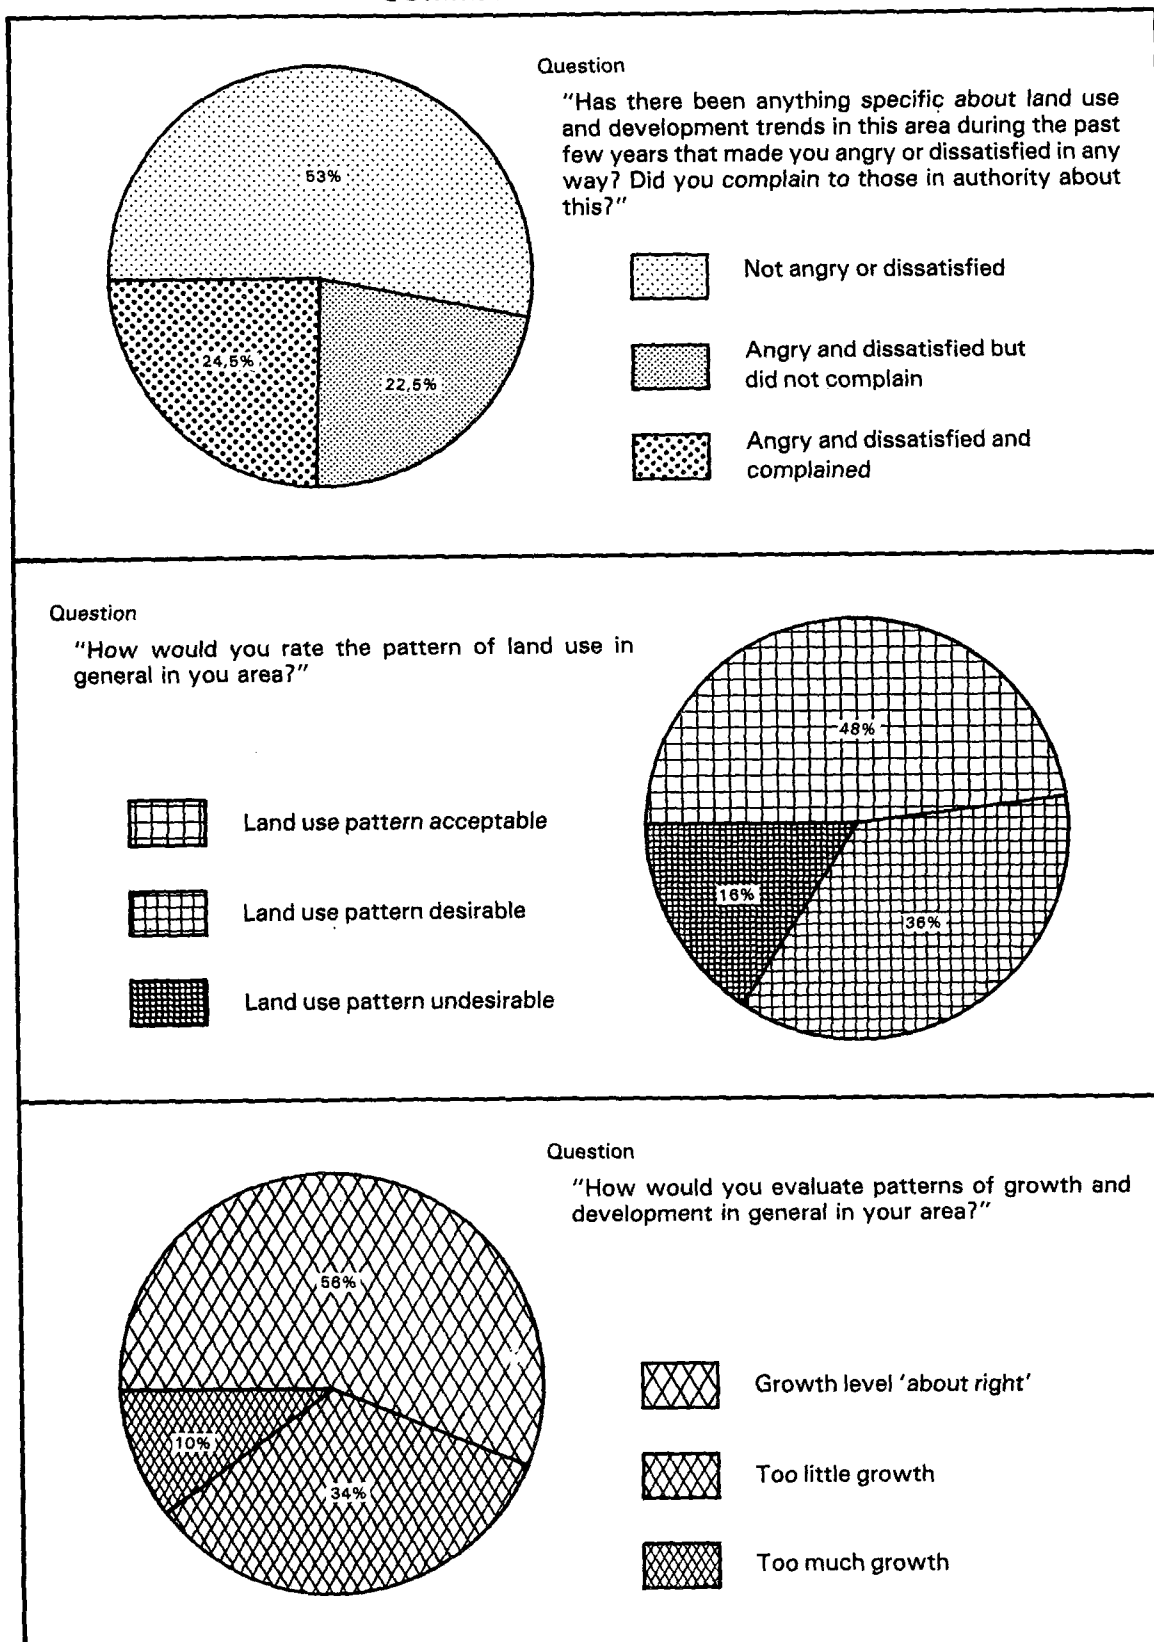 Question
"Has there been anything specific about land use
and development trends in this area during the past
few years that made you angry or dissatisfied in any
way? Did you complain to those in authority about
this?"
53%
24,5%
22,5%
Not angry or dissatisfied
Angry and dissatisfied but
did not complain
Angry and dissatisfied and
complained
Question
"How would you rate the pattern of land use in
general in you area?"
48%
16%
36%
Land use pattern acceptable
Land use pattern desirable
Land use pattern undesirable
Question
"How would you evaluate patterns of growth and
development in general in your area?"
56%
10%
34%
Growth level 'about right'
Too little growth
Too much growth